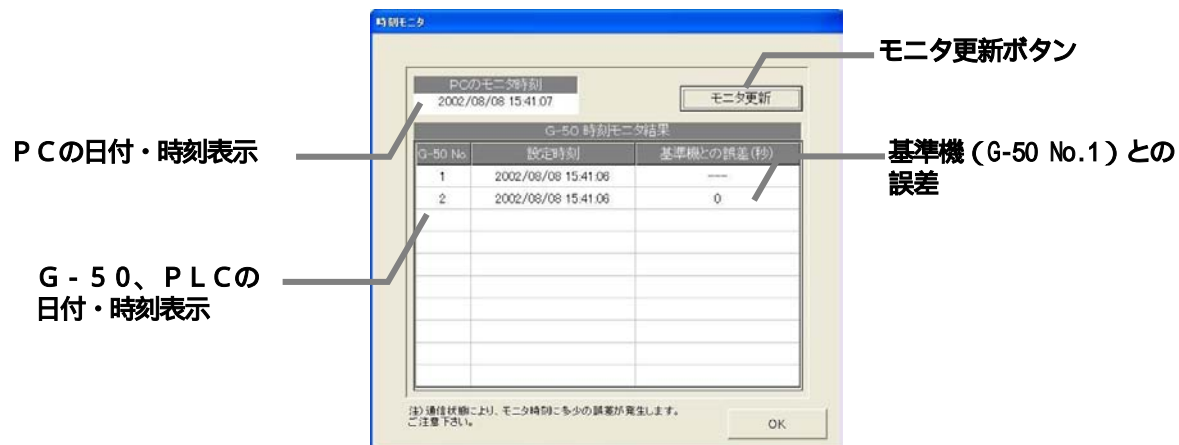 時刻モニタ
モニタ更新ボタン
PCのモニタ時刻
2002/08/08 15:41:07
モニタ更新
G-50 時刻モニタ結果
PCの日付・時刻表示
G-50 No. 設定時刻 基準機との誤差(秒)
基準機(G-50 No.1)との
誤差
1 2002/08/08 15:41:06 ---
2 2002/08/08 15:41:06 0
G-50、PLCの
日付・時刻表示
注)通信状態により、モニタ時刻に多少の誤差が発生します。
ご注意下さい。
OK